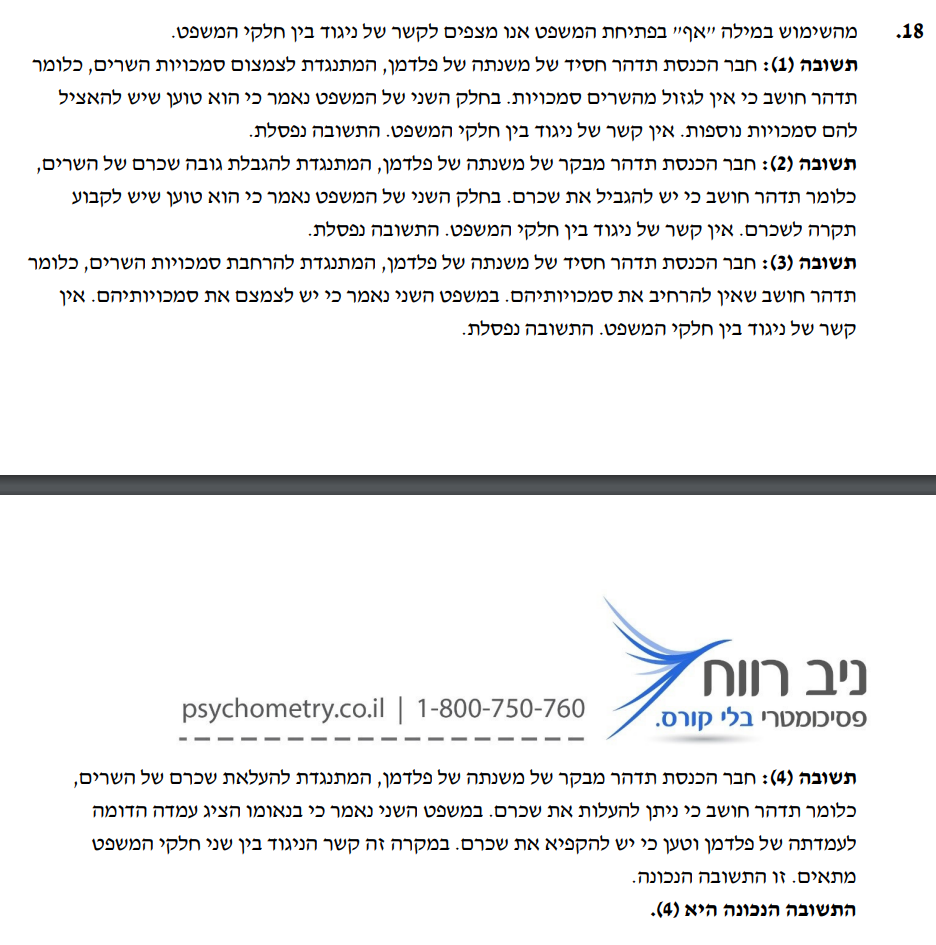 18. מהשימוש במילה "אף" בפתיחת המשפט אנו מצפים לקשר של ניגוד בין חלקי המשפט.
תשובה (1): חבר הכנסת תדהר חסיד של משנתה של פלדמן, המתנגדת לצמצום סמכויות השרים, כלומר
תדהר חושב כי אין לגזול מהשרים סמכויות. בחלק השני של המשפט נאמר כי הוא טוען שיש להאציל
להם סמכויות נוספות. אין קשר של ניגוד בין חלקי המשפט. התשובה נפסלת.
תשובה (2): חבר הכנסת תדהר מבקר של משנתה של פלדמן, המתנגדת להגבלת גובה שכרם של השרים,
כלומר תדהר חושב כי יש להגביל את שכרם. בחלק השני של המשפט נאמר כי הוא טוען שיש לקבוע
תקרה לשכרם. אין קשר של ניגוד בין חלקי המשפט. התשובה נפסלת.
תשובה (3): חבר הכנסת תדהר חסיד של משנתה של פלדמן, המתנגדת להרחבת סמכויות השרים, כלומר
תדהר חושב שאין להרחיב את סמכויותיהם. במשפט השני נאמר כי יש לצמצם את סמכויותיהם. אין
קשר של ניגוד בין חלקי המשפט. התשובה נפסלת.
ניב רווח
פסיכומטרי בלי קורס.
psychometry.co.il | 1-800-750-760
תשובה (4): חבר הכנסת תדהר מבקר של משנתה של פלדמן, המתנגדת להעלאת שכרם של השרים,
כלומר תדהר חושב כי ניתן להעלות את שכרם. במשפט השני נאמר כי בנאומו הציג עמדה הדומה
לעמדתה של פלדמן וטען כי יש להקפיא את שכרם. במקרה זה קשר הניגוד בין שני חלקי המשפט
מתאים. זו התשובה הנכונה.
התשובה הנכונה היא (4).